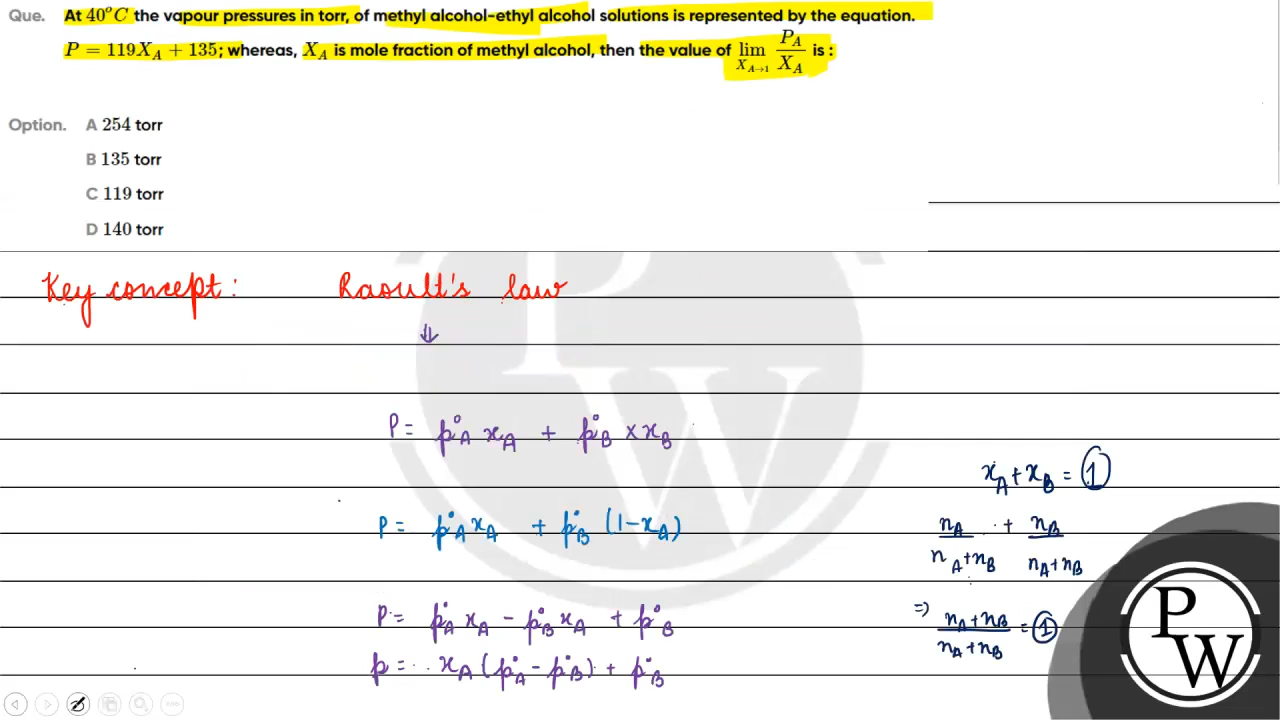 Que. At 40°C the vapour pressures in torr, of methyl alcohol-ethyl alcohol solutions is represented by the equation.
P = 119X_A + 135; whereas, X_A is mole fraction of methyl alcohol, then the value of lim_{X_{A→1}} P_A/X_A is :
Option. A 254 torr
B 135 torr
C 119 torr
D 140 torr
Key concept : Raoult's law
⇓
P = p°_A x_A + p°_B × x_B
x_A + x_B = 1
P = p°_A x_A + p°_B (1 - x_A)
n_A/(n_A + n_B) + n_B/(n_A + n_B)
P = p°_A x_A - p°_B x_A + p°_B
⇒ (n_A + n_B)/(n_A + n_B) = 1
p = x_A (p°_A - p°_B) + p°_B
P W
P W